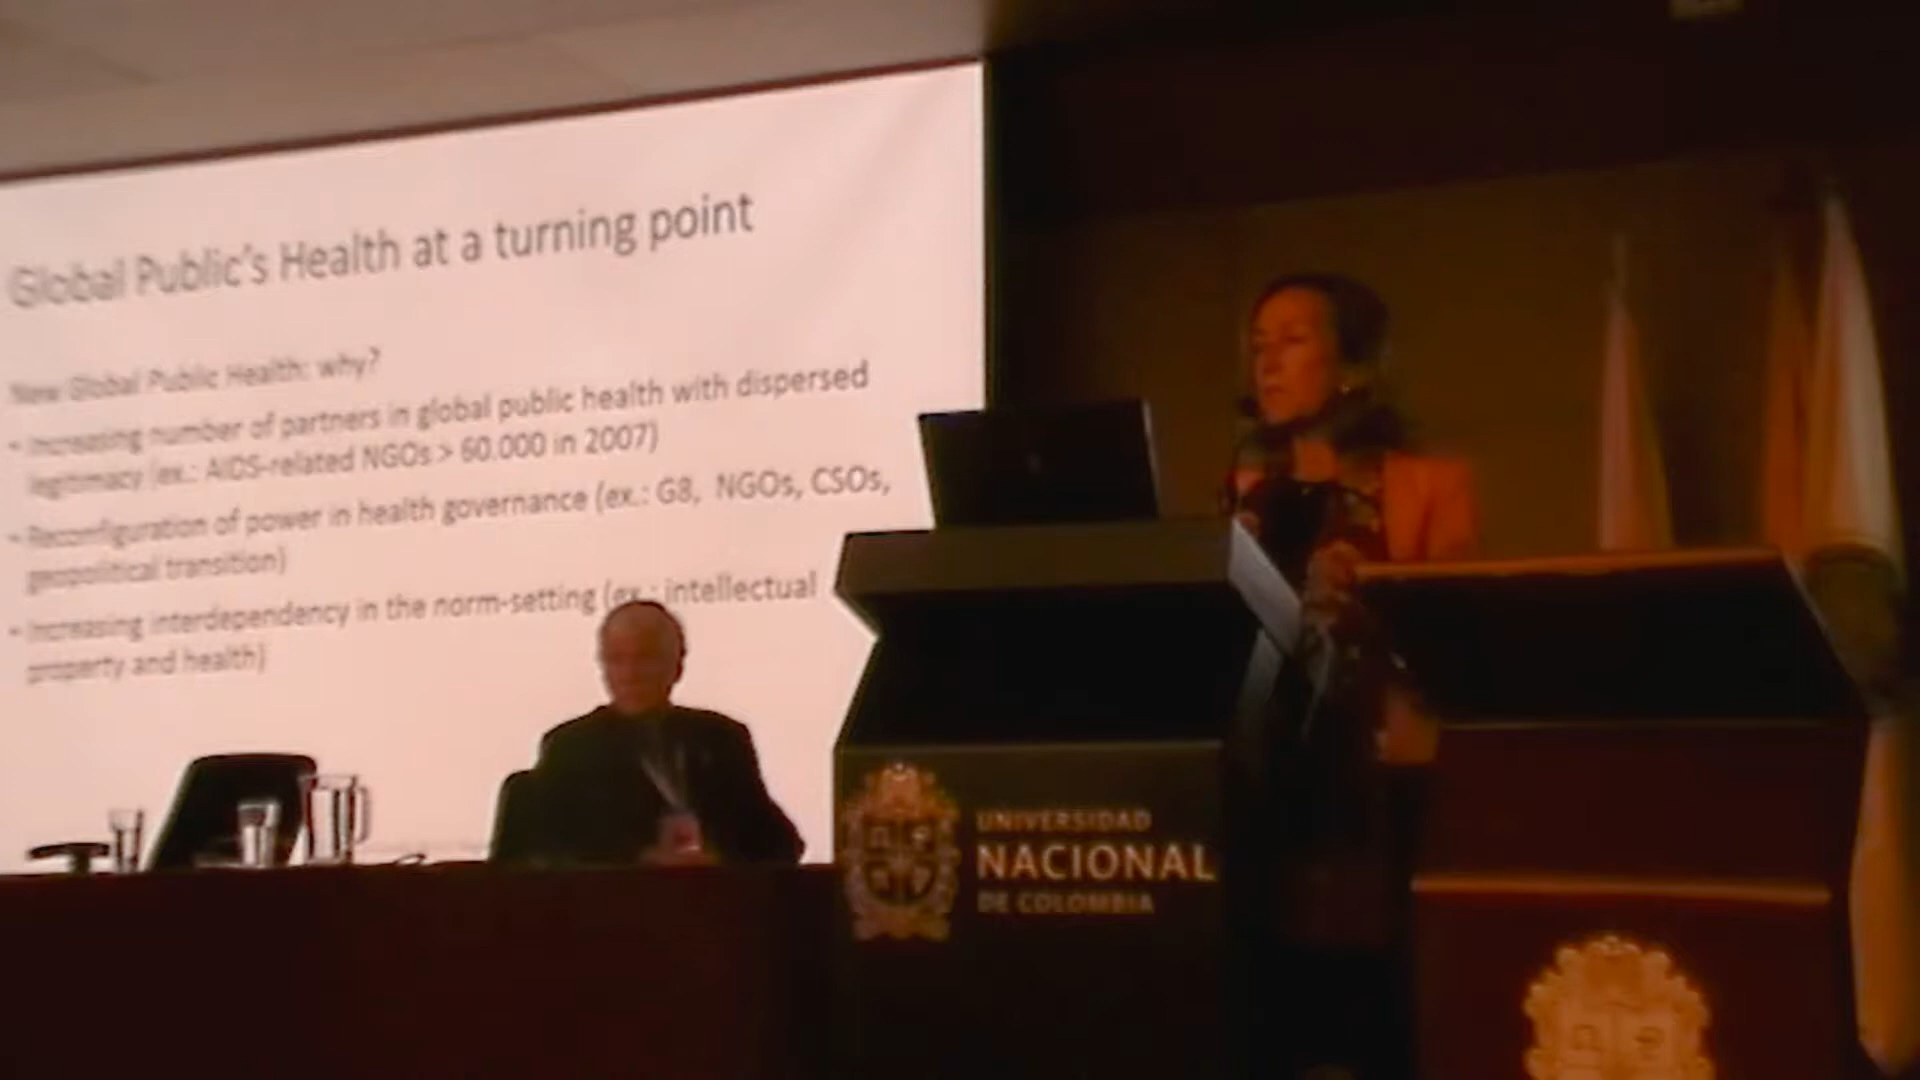 Global Public's Health at a turning point
New Global Public Health: why?
• Increasing number of partners in global public health with dispersed
legitimacy (ex.: AIDS-related NGOs > 60.000 in 2007)
• Reconfiguration of power in health governance (ex.: G8, NGOs, CSOs,
geopolitical transition)
• Increasing interdependency in the norm-setting (ex.: intellectual
property and health)
UNIVERSIDAD
NACIONAL
DE COLOMBIA